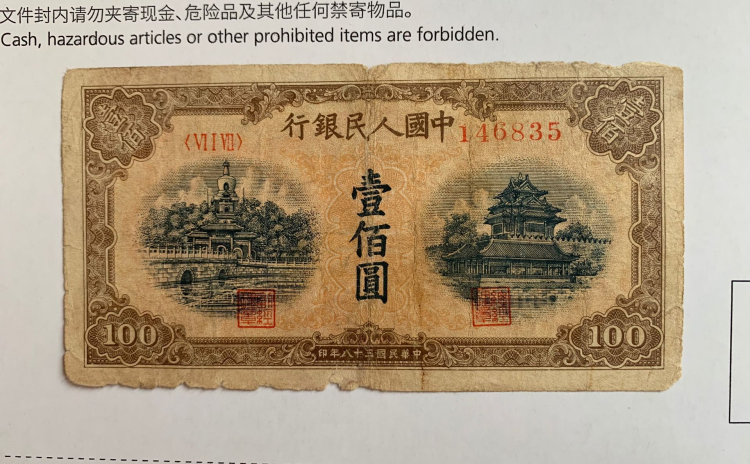 文件封内请勿夹寄现金、危险品及其他任何禁寄物品。
Cash, hazardous articles or other prohibited items are forbidden.
行銀民人國中
〈VII VII〉
146835
壹佰
壹佰圓
100
100
印年八十三國民華中